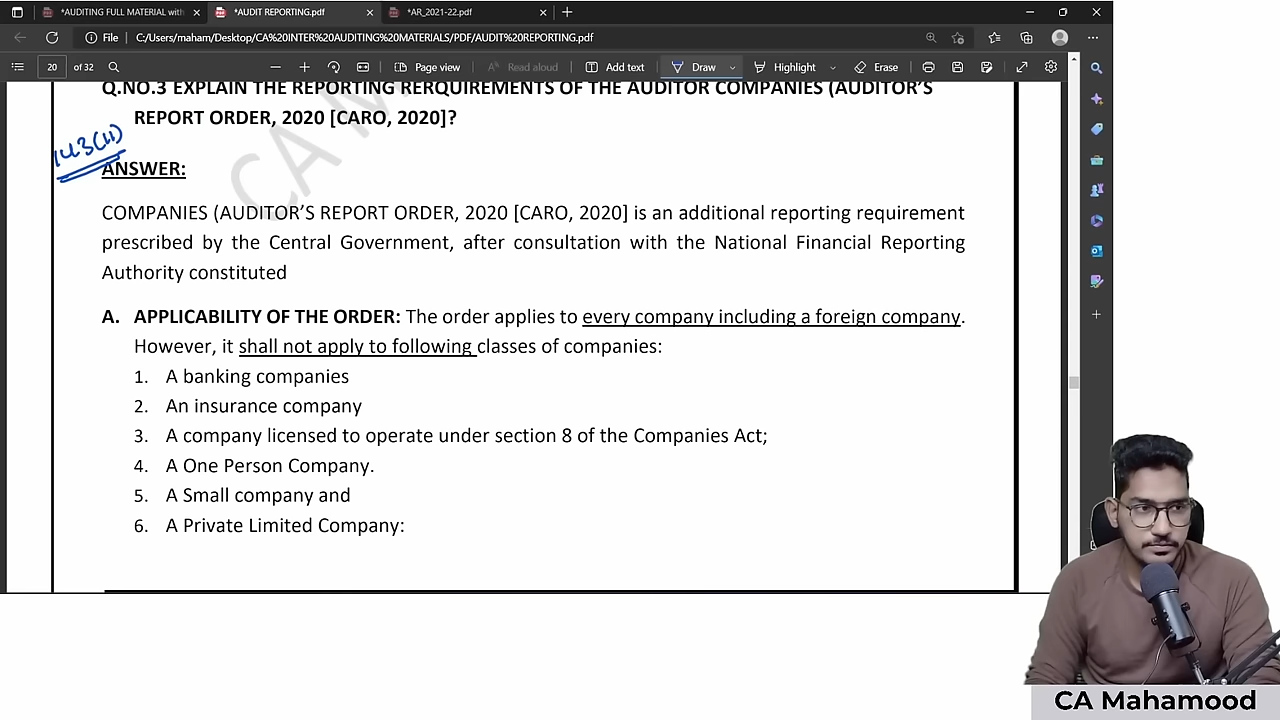 *AUDITING FULL MATERIAL with
*AUDIT REPORTING.pdf
*AR_2021-22.pdf
File
C:/Users/maham/Desktop/CA%20INTER%20AUDITING%20MATERIALS/PDF/AUDIT%20REPORTING.pdf
20 of 32
Page view
Read aloud
Add text
Draw
Highlight
Erase
Q.NO.3 EXPLAIN THE REPORTING RERQUIREMENTS OF THE AUDITOR COMPANIES (AUDITOR'S
REPORT ORDER, 2020 [CARO, 2020]?
143(11)
ANSWER:
CA
COMPANIES (AUDITOR'S REPORT ORDER, 2020 [CARO, 2020] is an additional reporting requirement
prescribed by the Central Government, after consultation with the National Financial Reporting
Authority constituted
A. APPLICABILITY OF THE ORDER: The order applies to every company including a foreign company.
However, it shall not apply to following classes of companies:
1. A banking companies
2. An insurance company
3. A company licensed to operate under section 8 of the Companies Act;
4. A One Person Company.
5. A Small company and
6. A Private Limited Company:
CA Mahamood